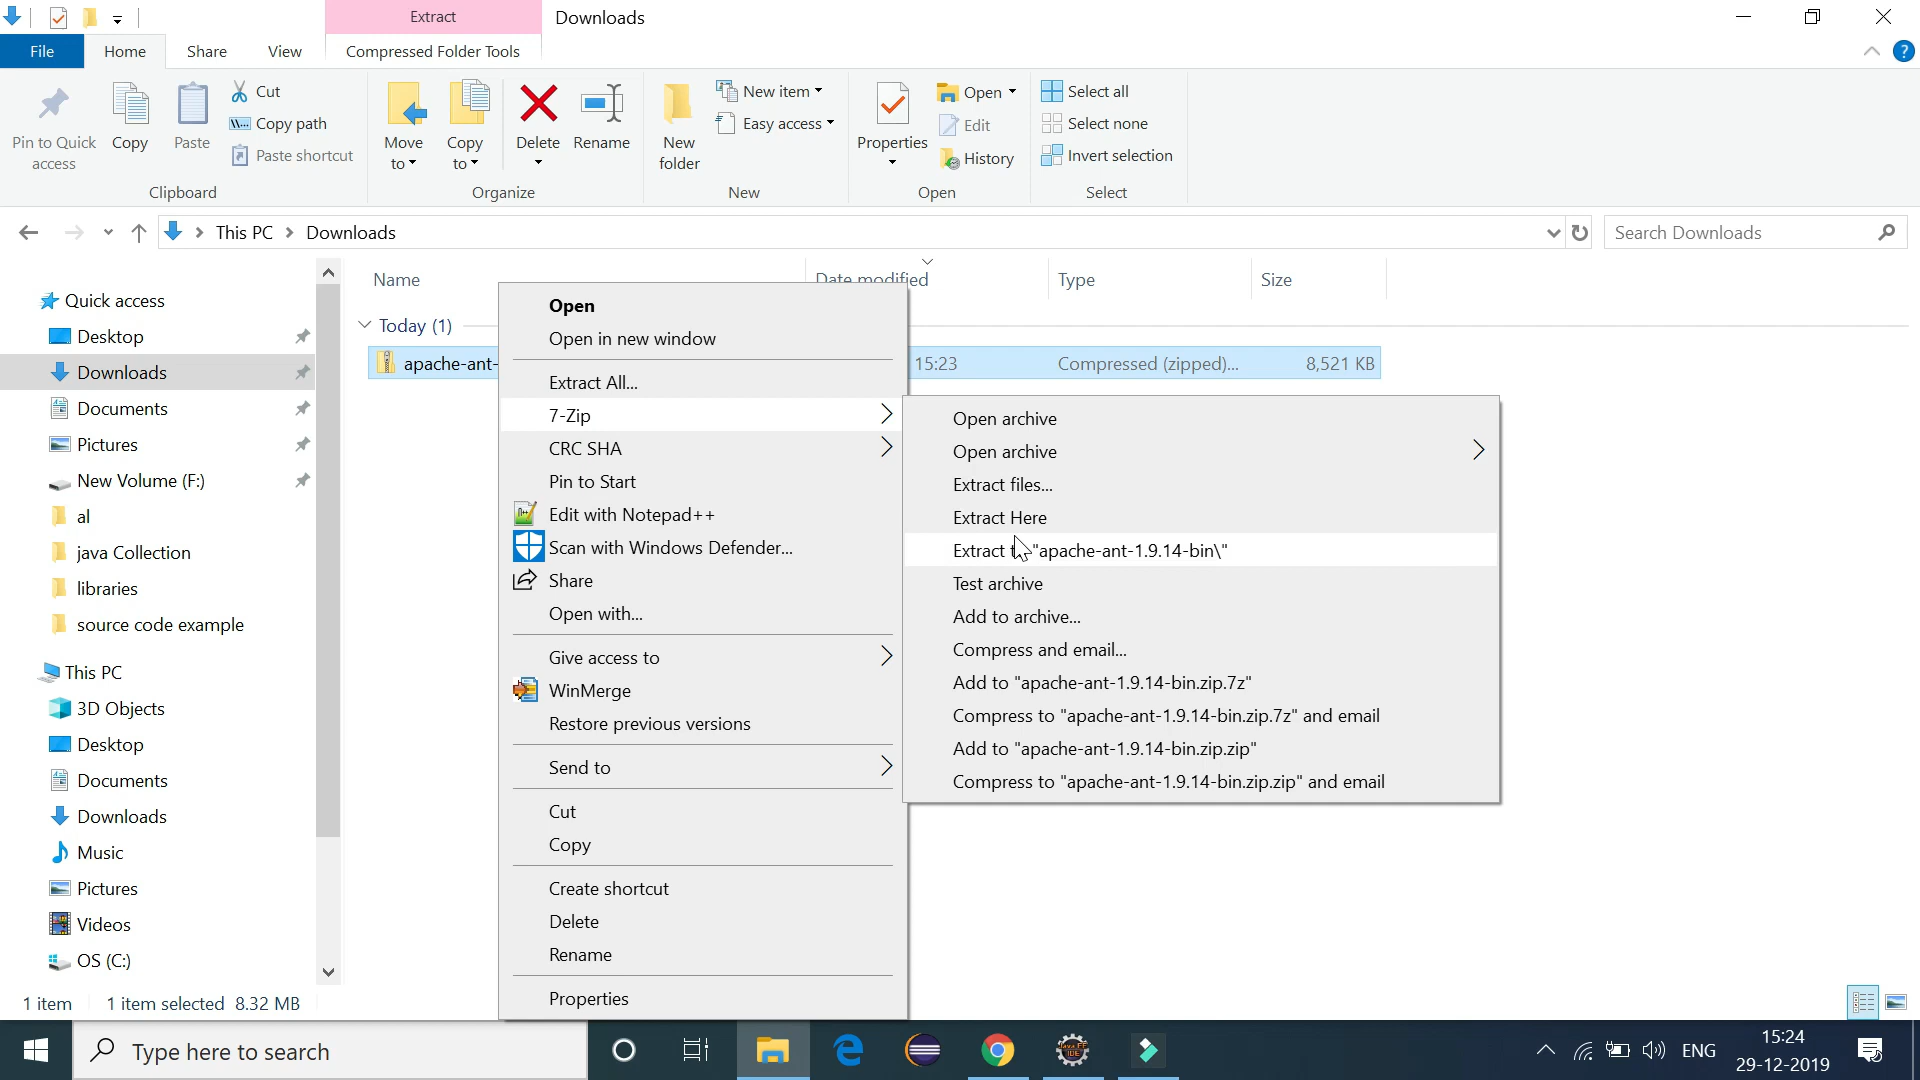 Extract
Downloads
File
Home
Share
View
Compressed Folder Tools
Pin to Quick access
Copy
Paste
Cut
Copy path
Paste shortcut
Clipboard
Move to
Copy to
Delete
Rename
Organize
New folder
New item
Easy access
New
Properties
Open
Edit
History
Open
Select all
Select none
Invert selection
Select
This PC
Downloads
Search Downloads
Name
Date modified
Type
Size
Today (1)
apache-ant-
15:23
Compressed (zipped)...
8,521 KB
Quick access
Desktop
Downloads
Documents
Pictures
New Volume (F:)
al
java Collection
libraries
source code example
This PC
3D Objects
Desktop
Documents
Downloads
Music
Pictures
Videos
OS (C:)
Open
Open in new window
Extract All...
7-Zip
CRC SHA
Pin to Start
Edit with Notepad++
Scan with Windows Defender...
Share
Open with...
Give access to
WinMerge
Restore previous versions
Send to
Cut
Copy
Create shortcut
Delete
Rename
Properties
Open archive
Open archive
Extract files...
Extract Here
Extract t "apache-ant-1.9.14-bin\"
Test archive
Add to archive...
Compress and email...
Add to "apache-ant-1.9.14-bin.zip.7z"
Compress to "apache-ant-1.9.14-bin.zip.7z" and email
Add to "apache-ant-1.9.14-bin.zip.zip"
Compress to "apache-ant-1.9.14-bin.zip.zip" and email
1 item
1 item selected 8.32 MB
Type here to search
Java EE
IDE
ENG
15:24
29-12-2019